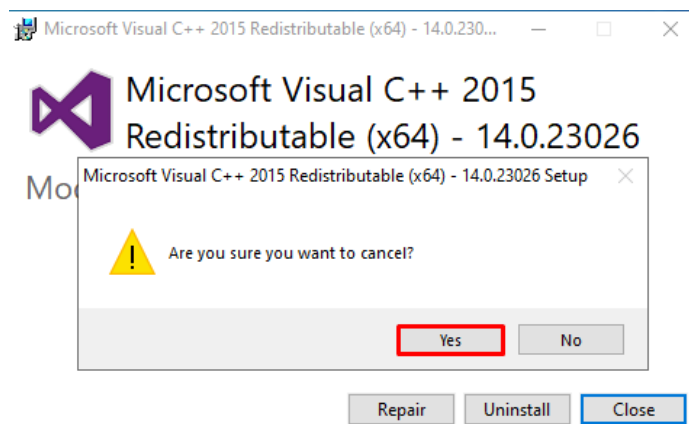 Microsoft Visual C++ 2015 Redistributable (x64) - 14.0.230...
Microsoft Visual C++ 2015
Redistributable (x64) - 14.0.23026
Mo
Microsoft Visual C++ 2015 Redistributable (x64) - 14.0.23026 Setup
Are you sure you want to cancel?
Yes No
Repair Uninstall Close